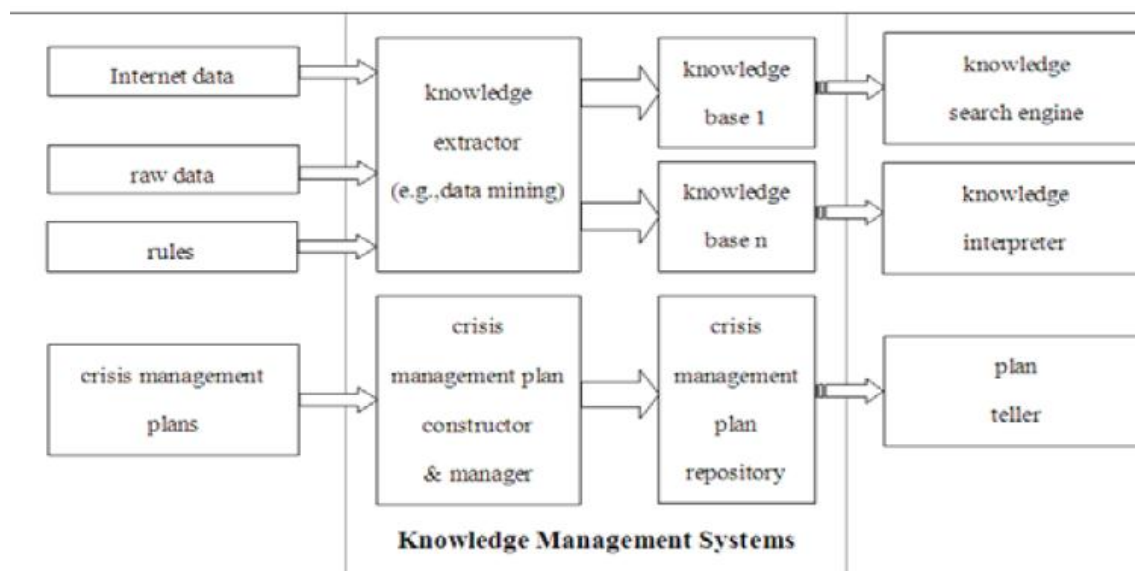 Internet data
raw data
rules
crisis management
plans
knowledge
extractor
(e.g.,data mining)
crisis
management plan
constructor
& manager
knowledge
base 1
knowledge
base n
crisis
management
plan
repository
knowledge
search engine
knowledge
interpreter
plan
teller
Knowledge Management Systems